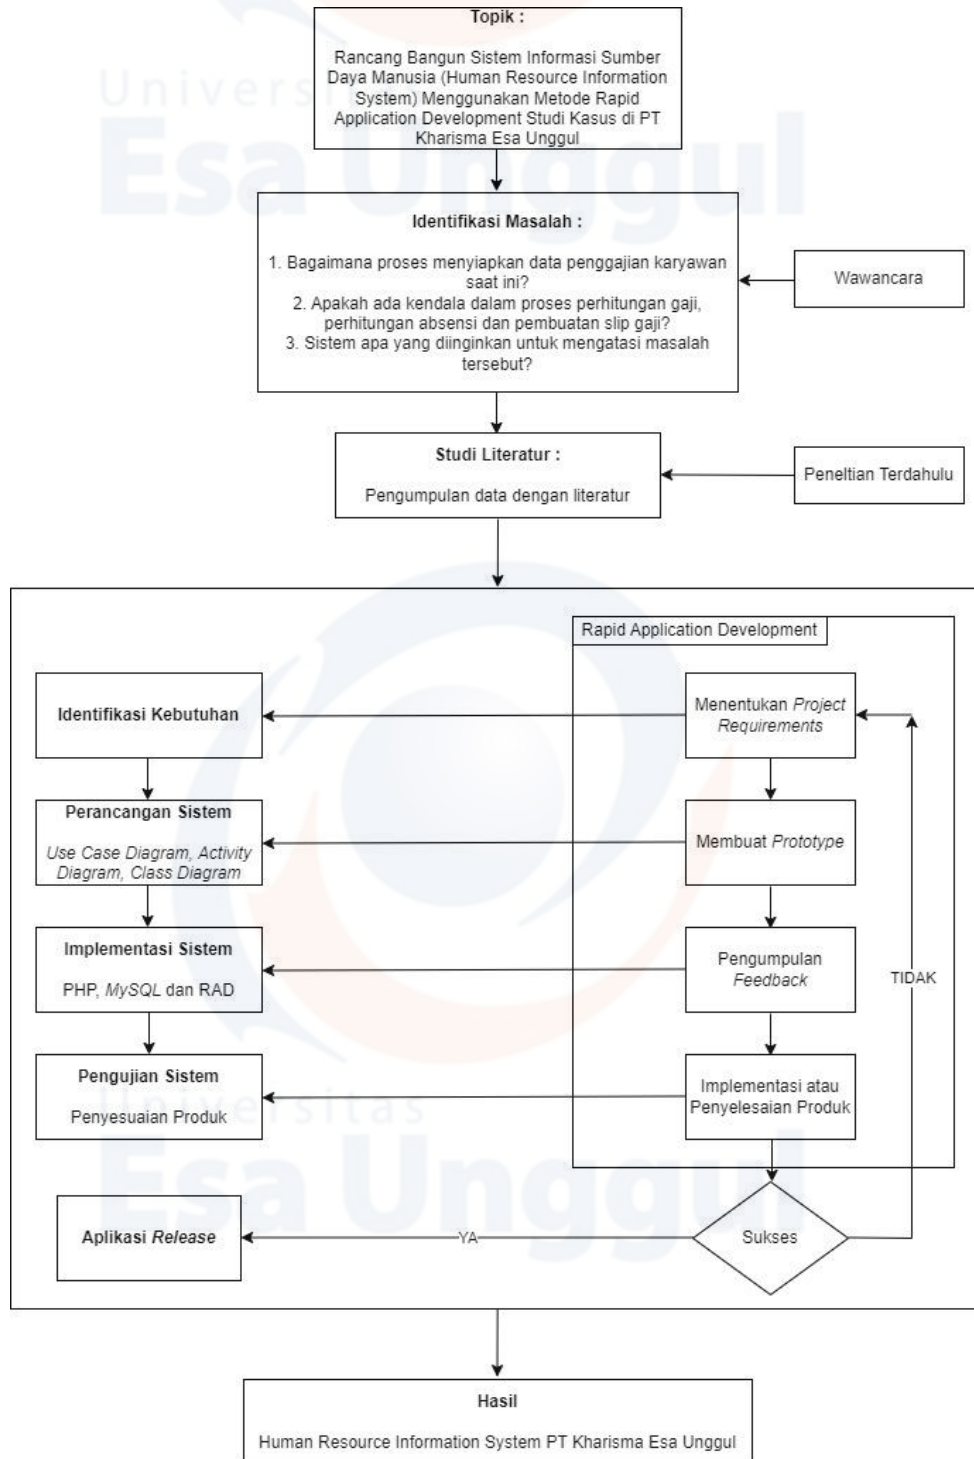 Topik :
Rancang Bangun Sistem Informasi Sumber
Daya Manusia (Human Resource Information
System) Menggunakan Metode Rapid
Application Development Studi Kasus di PT
Kharisma Esa Unggul
Universitas
Esa Unggul
Identifikasi Masalah :
1. Bagaimana proses menyiapkan data penggajian karyawan
saat ini?
2. Apakah ada kendala dalam proses perhitungan gaji,
perhitungan absensi dan pembuatan slip gaji?
3. Sistem apa yang diinginkan untuk mengatasi masalah
tersebut?
Wawancara
Studi Literatur :
Pengumpulan data dengan literatur
Peneltian Terdahulu
Rapid Application Development
Identifikasi Kebutuhan
Menentukan Project
Requirements
Perancangan Sistem
Use Case Diagram, Activity
Diagram, Class Diagram
Membuat Prototype
Implementasi Sistem
PHP, MySQL dan RAD
Pengumpulan
Feedback
TIDAK
Pengujian Sistem
Penyesuaian Produk
Implementasi atau
Penyelesaian Produk
Universitas
Esa Unggul
Aplikasi Release
YA
Sukses
Hasil
Human Resource Information System PT Kharisma Esa Unggul